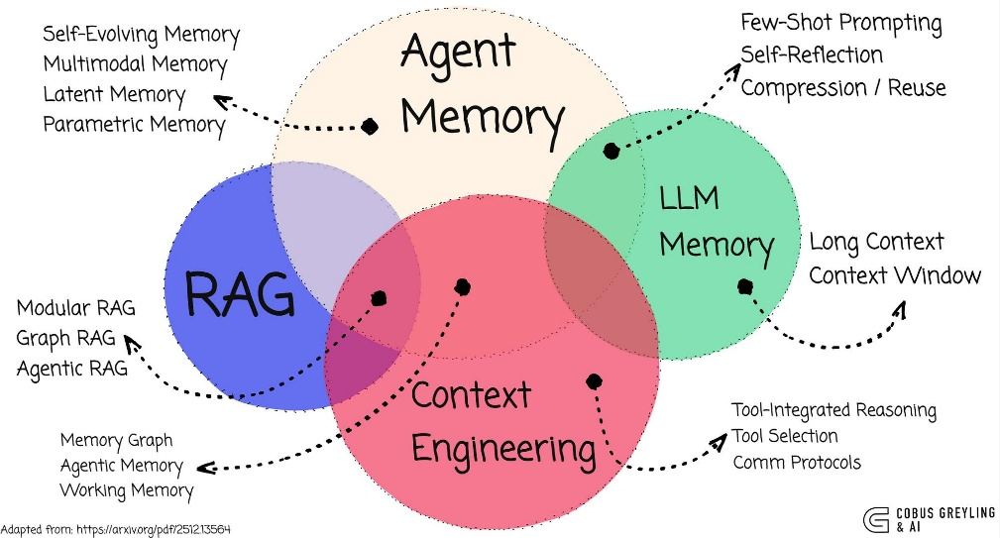 Self-Evolving Memory
Multimodal Memory
Latent Memory
Parametric Memory
Agent
Memory
Few-Shot Prompting
Self-Reflection
Compression / Reuse
LLM
Memory
Long Context
Context Window
RAG
Modular RAG
Graph RAG
Agentic RAG
Context
Engineering
Memory Graph
Agentic Memory
Working Memory
Tool-Integrated Reasoning
Tool Selection
Comm Protocols
Adapted from: https://arxiv.org/pdf/2512.13564
COBUS GREYLING
& AI